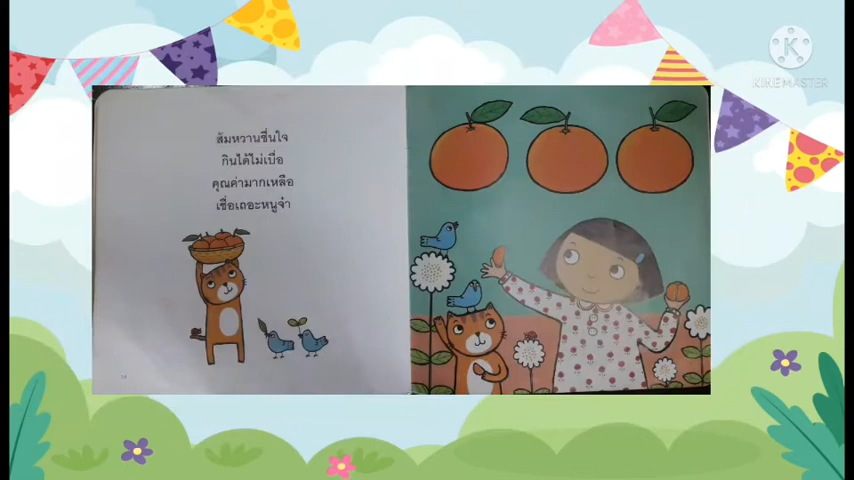 ส้มหวานชื่นใจ
กินได้ไม่เบื่อ
คุณค่ามากเหลือ
เชื่อเถอะหนูจ๋า
KINEMASTER